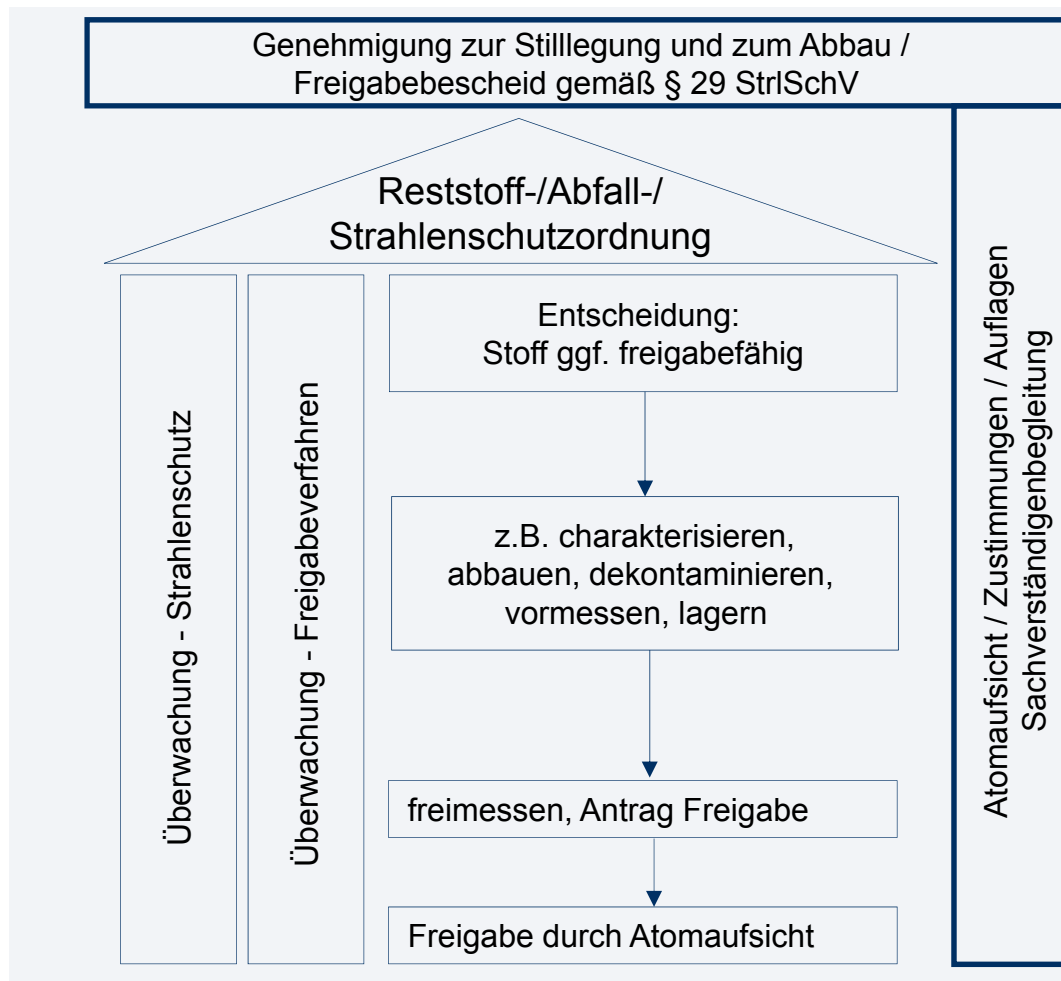 Genehmigung zur Stilllegung und zum Abbau /
Freigabebescheid gemäß § 29 StrlSchV
Reststoff-/Abfall-/
Strahlenschutzordnung
Überwachung - Strahlenschutz
Überwachung - Freigabeverfahren
Entscheidung:
Stoff ggf. freigabefähig
z.B. charakterisieren,
abbauen, dekontaminieren,
vormessen, lagern
freimessen, Antrag Freigabe
Freigabe durch Atomaufsicht
Atomaufsicht / Zustimmungen / Auflagen
Sachverständigenbegleitung